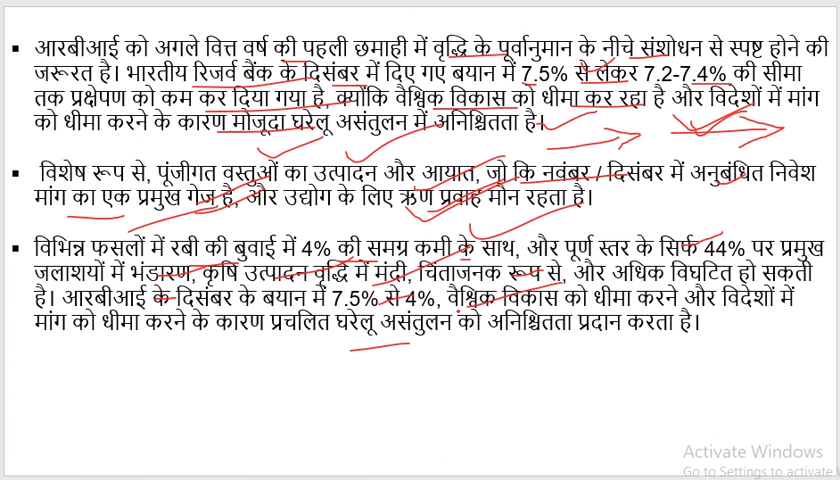 ▪ आरबीआई को अगले वित्त वर्ष की पहली छमाही में वृद्धि के पूर्वानुमान के नीचे संशोधन से स्पष्ट होने की
जरूरत है। भारतीय रिजर्व बैंक के दिसंबर में दिए गए बयान में 7.5% से लेकर 7.2-7.4% की सीमा
तक प्रक्षेपण को कम कर दिया गया है, क्योंकि वैश्विक विकास को धीमा कर रहा है और विदेशों में मांग
को धीमा करने के कारण मौजूदा घरेलू असंतुलन में अनिश्चितता है।
▪ विशेष रूप से, पूंजीगत वस्तुओं का उत्पादन और आयात, जो कि नवंबर / दिसंबर में अनुबंधित निवेश
मांग का एक प्रमुख गेज है, और उद्योग के लिए ऋण प्रवाह मौन रहता है।
▪ विभिन्न फसलों में रबी की बुवाई में 4% की समग्र कमी के साथ, और पूर्ण स्तर के सिर्फ 44% पर प्रमुख
जलाशयों में भंडारण, कृषि उत्पादन वृद्धि में मंदी, चिंताजनक रूप से, और अधिक विघटित हो सकती
है। आरबीआई के दिसंबर के बयान में 7.5% से 4%, वैश्विक विकास को धीमा करने और विदेशों में
मांग को धीमा करने के कारण प्रचलित घरेलू असंतुलन को अनिश्चितता प्रदान करता है।
Activate Windows
Go to Settings to activate